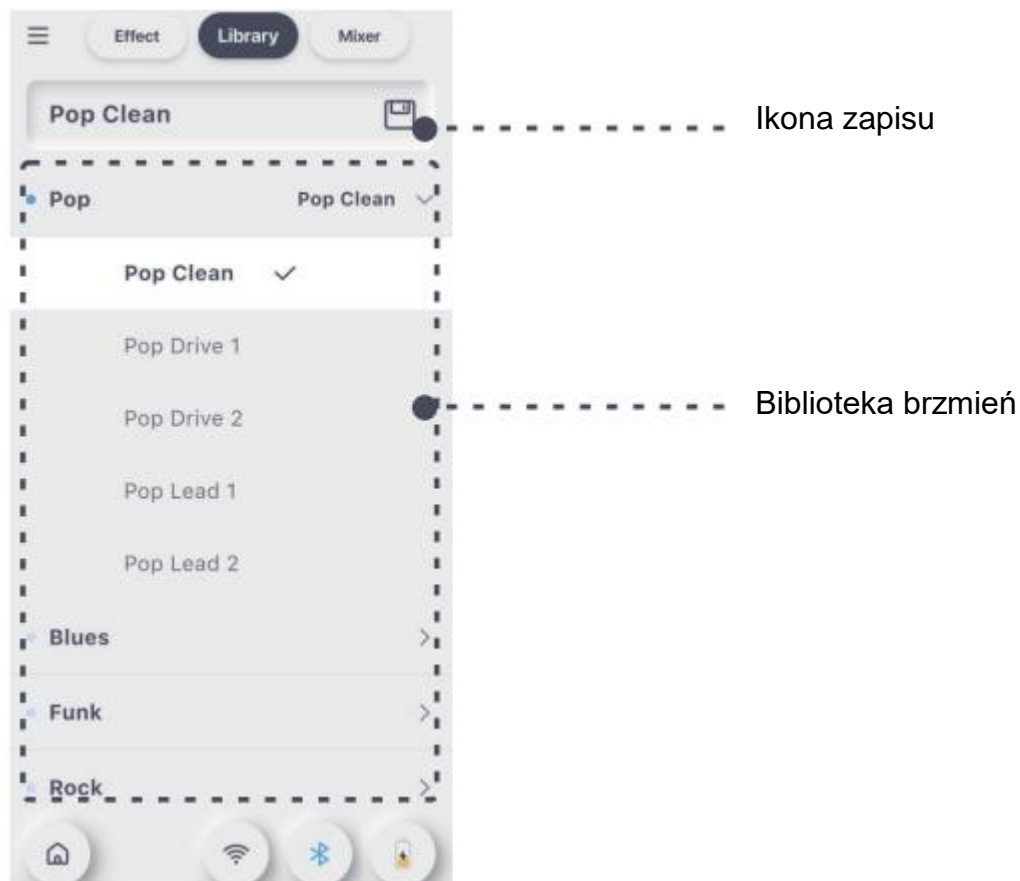 Effect Library Mixer
Pop Clean
Ikona zapisu
Pop Pop Clean
Pop Clean
Pop Drive 1
Biblioteka brzmień
Pop Drive 2
Pop Lead 1
Pop Lead 2
Blues
Funk
Rock